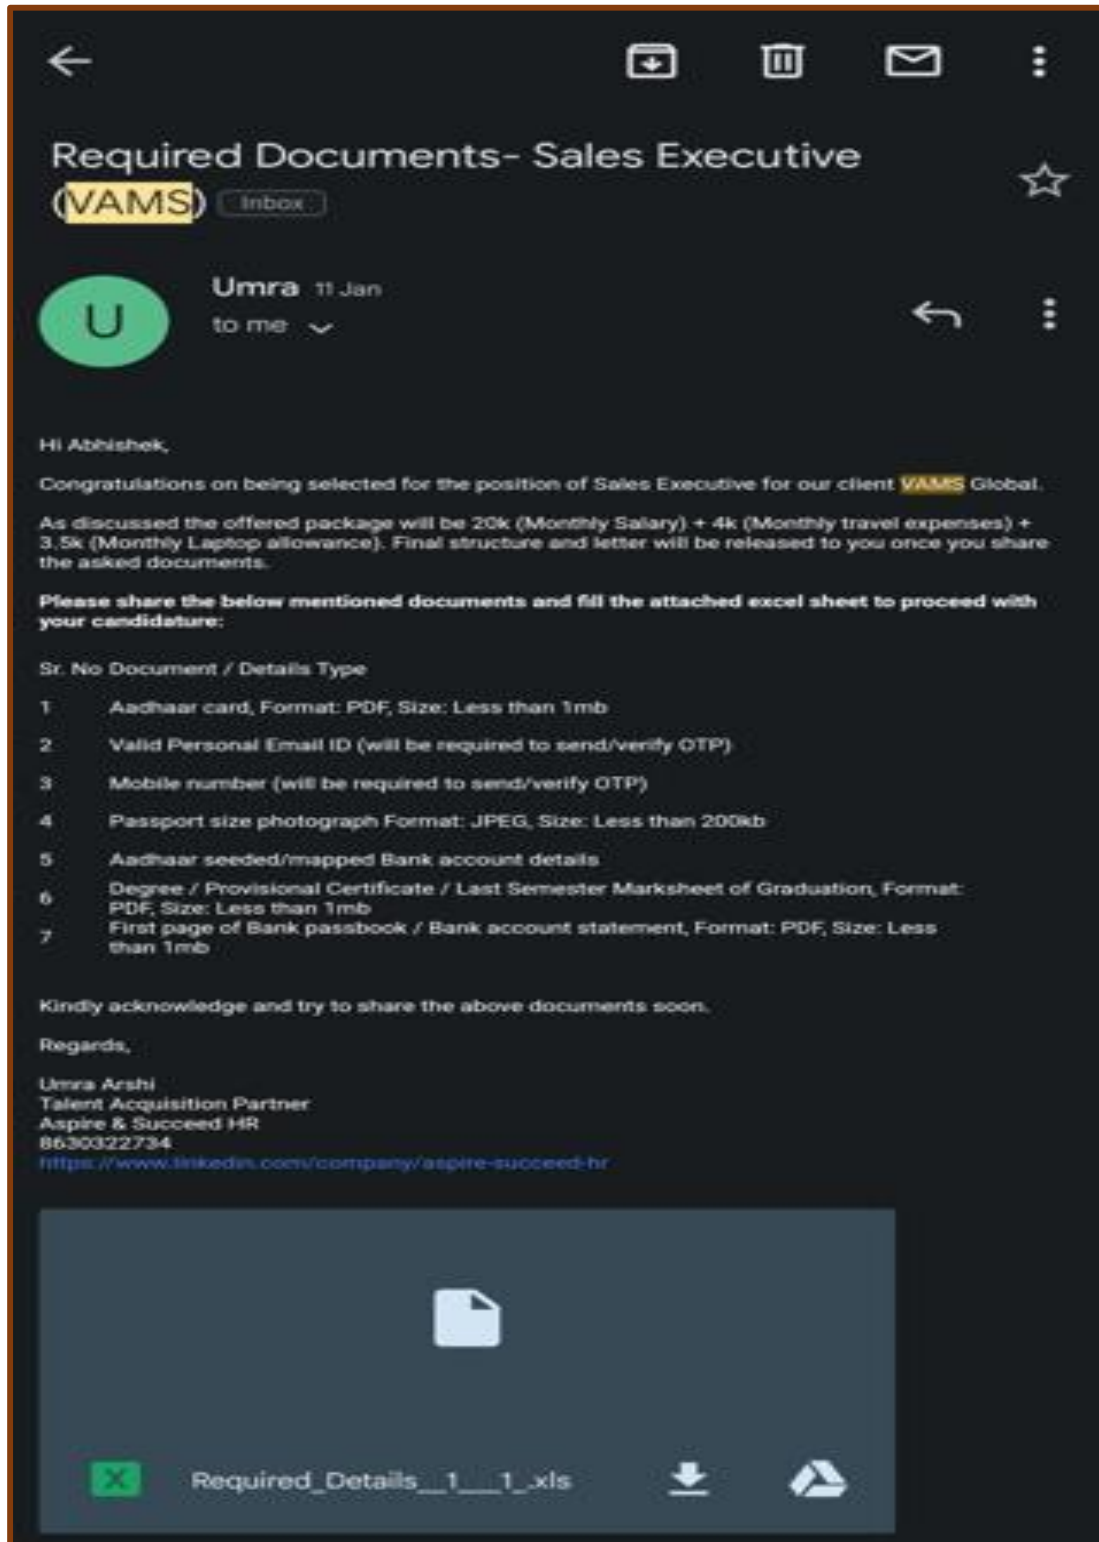 Required Documents- Sales Executive
(VAMS) Inbox
U
Umra 11 Jan
to me
Hi Abhishek,
Congratulations on being selected for the position of Sales Executive for our client VAMS Global.
As discussed the offered package will be 20k (Monthly Salary) + 4k (Monthly travel expenses) +
3.5k (Monthly Laptop allowance). Final structure and letter will be released to you once you share
the asked documents.
Please share the below mentioned documents and fill the attached excel sheet to proceed with
your candidature:
Sr. No Document / Details Type
1 Aadhaar card, Format: PDF, Size: Less than 1mb
2 Valid Personal Email ID (will be required to send/verify OTP)
3 Mobile number (will be required to send/verify OTP)
4 Passport size photograph Format: JPEG, Size: Less than 200kb
5 Aadhaar seeded/mapped Bank account details
6 Degree / Provisional Certificate / Last Semester Marksheet of Graduation, Format:
PDF, Size: Less than 1mb
7 First page of Bank passbook / Bank account statement, Format: PDF, Size: Less
than 1mb
Kindly acknowledge and try to share the above documents soon.
Regards,
Umra Arshi
Talent Acquisition Partner
Aspire & Succeed HR
8630322734
https://www.linkedin.com/company/aspire-succeed-hr
X Required_Details__1___1_.xls